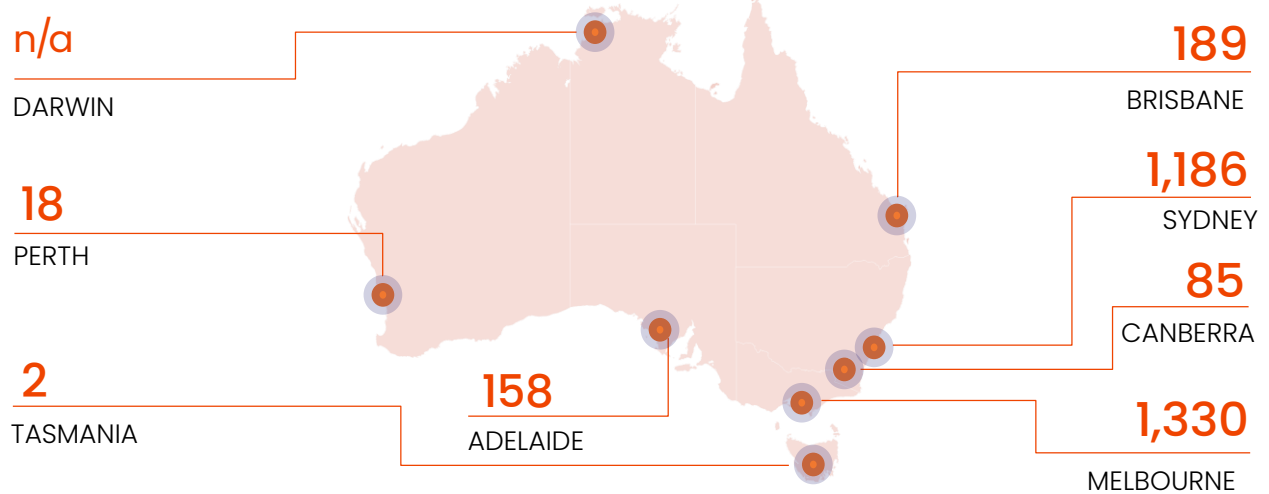 n/a
DARWIN
189
BRISBANE
1,186
SYDNEY
18
PERTH
85
CANBERRA
2
TASMANIA
158
ADELAIDE
1,330
MELBOURNE